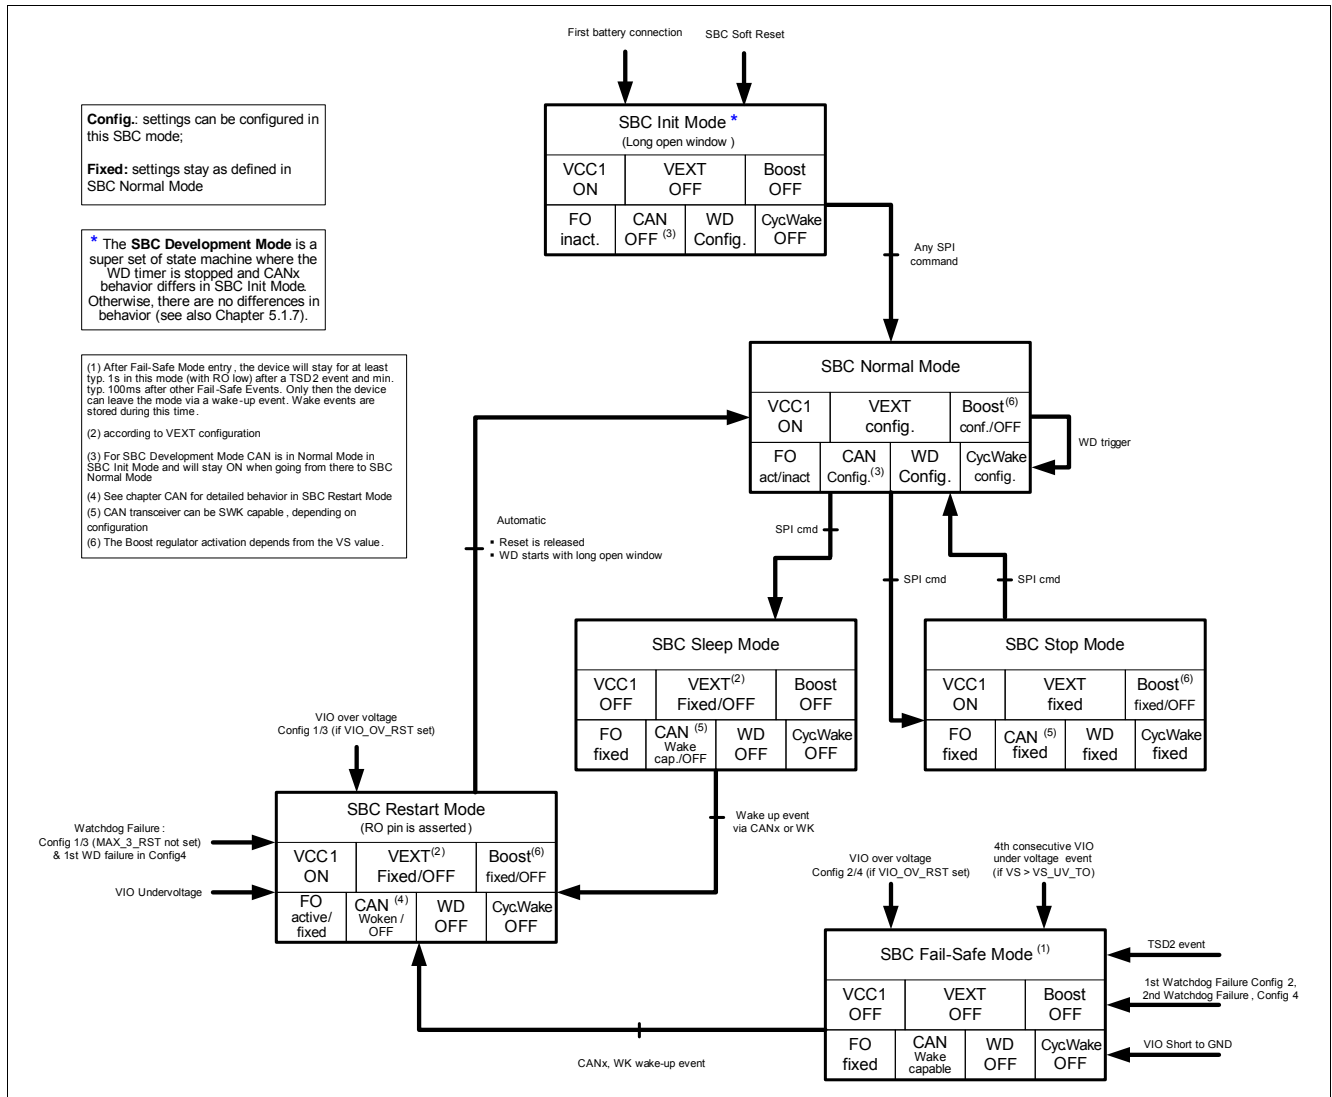 First battery connection
SBC Soft Reset
Config.: settings can be configured in
this SBC mode;
Fixed: settings stay as defined in
SBC Normal Mode
* The SBC Development Mode is a
super set of state machine where the
WD timer is stopped and CANx
behavior differs in SBC Init Mode.
Otherwise, there are no differences in
behavior (see also Chapter 5.1.7).
(1) After Fail-Safe Mode entry, the device will stay for at least
typ. 1s in this mode (with RO low) after a TSD2 event and min.
typ. 100ms after other Fail-Safe Events. Only then the device
can leave the mode via a wake-up event. Wake events are
stored during this time.
(2) according to VEXT configuration
(3) For SBC Development Mode CAN is in Normal Mode in
SBC Init Mode and will stay ON when going from there to SBC
Normal Mode
(4) See chapter CAN for detailed behavior in SBC Restart Mode
(5) CAN transceiver can be SWK capable, depending on
configuration
(6) The Boost regulator activation depends from the VS value.
SBC Init Mode *
(Long open window )
VCC1 VEXT Boost
ON OFF OFF
FO CAN WD Cyc.Wake
inact. OFF (3) Config. OFF
Any SPI
command
SBC Normal Mode
VCC1 VEXT Boost(6)
ON config. conf./OFF
FO CAN WD Cyc.Wake
act/inact Config.(3) Config. config.
WD trigger
Automatic
▪ Reset is released
▪ WD starts with long open window
SPI cmd
SPI cmd
SPI cmd
SBC Sleep Mode
VCC1 VEXT(2) Boost
OFF Fixed/OFF OFF
FO CAN (5) WD Cyc.Wake
fixed Wake OFF OFF
cap./OFF
SBC Stop Mode
VCC1 VEXT Boost(6)
ON fixed fixed/OFF
FO CAN (5) WD Cyc.Wake
fixed fixed fixed fixed
VIO over voltage
Config 1/3 (if VIO_OV_RST set)
Watchdog Failure :
Config 1/3 (MAX_3_RST not set)
& 1st WD failure in Config4
VIO Undervoltage
SBC Restart Mode
(RO pin is asserted )
VCC1 VEXT(2) Boost(6)
ON Fixed/OFF fixed/OFF
FO CAN (4) WD Cyc.Wake
active/ Woken / OFF OFF
fixed OFF
Wake up event
via CANx or WK
VIO over voltage
Config 2/4 (if VIO_OV_RST set)
4th consecutive VIO
under voltage event
(if VS > VS_UV_TO)
SBC Fail-Safe Mode (1)
VCC1 VEXT Boost
OFF OFF OFF
FO CAN WD Cyc.Wake
fixed Wake OFF OFF
capable
TSD2 event
1st Watchdog Failure Config 2,
2nd Watchdog Failure, Config 4
VIO Short to GND
CANx, WK wake-up event